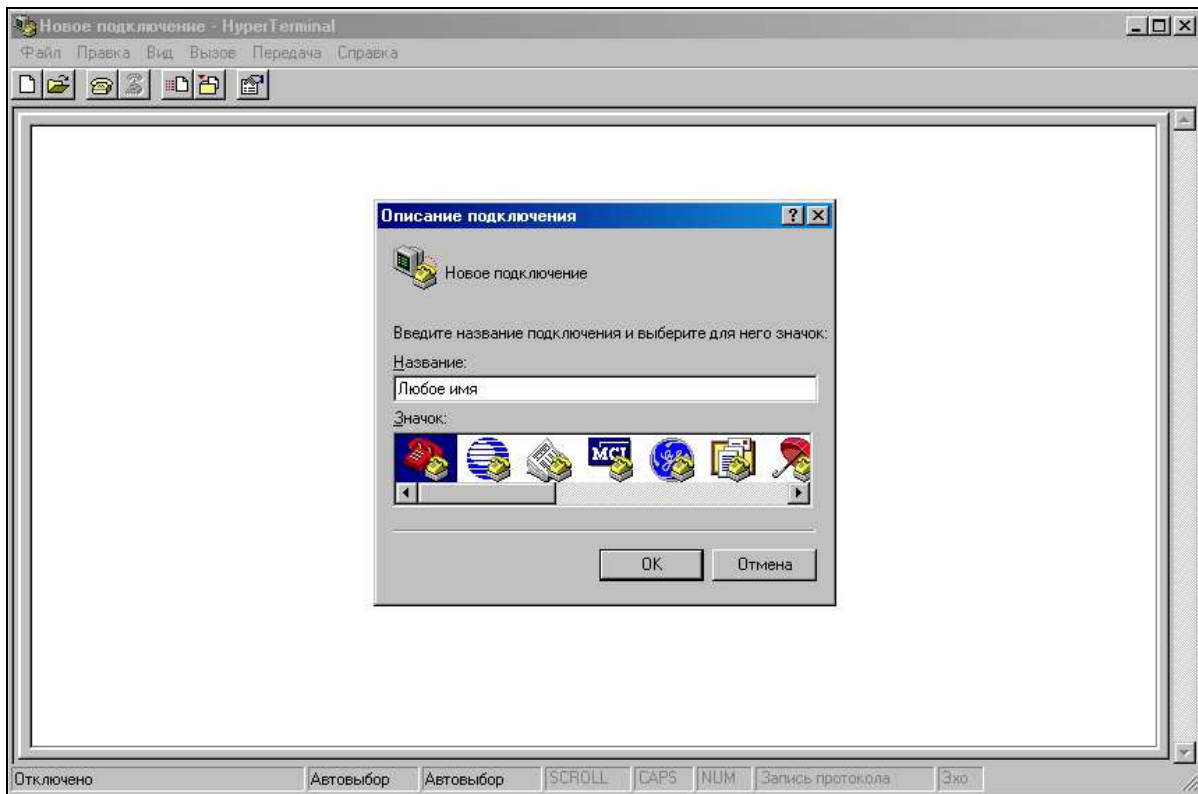 Новое подключение - HyperTerminal
Файл Правка Вид Вызов Передача Справка
Описание подключения
Новое подключение
Введите название подключения и выберите для него значок:
Название:
Любое имя
Значок:
MCI
OK Отмена
Отключено Автовыбор Автовыбор SCROLL CAPS NUM Запись протокола Эхо